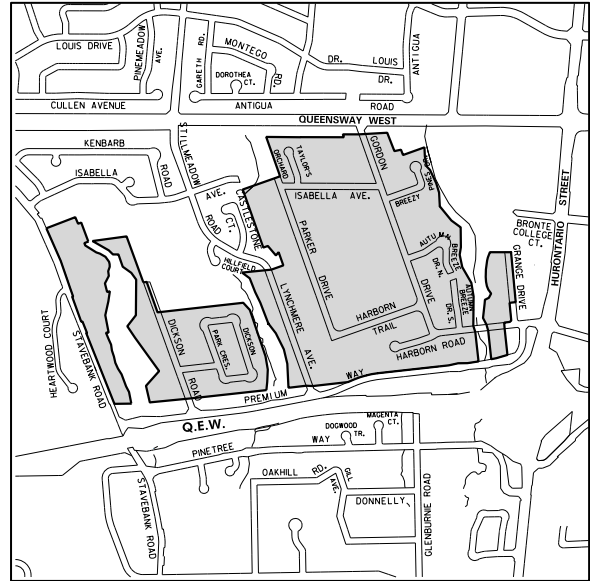 LOUIS DRIVE
PINEMEADOW
AVE.
GARETH RD.
MONTEGO
RD.
DOROTHEA
CT.
DR. LOUIS
DR.
ANTIGUA
CULLEN AVENUE
ANTIGUA ROAD
QUEENSWAY WEST
KENBARB
ROAD
ISABELLA
AVE.
STILLMEADOW
ROAD
CASTLESTONE
CT.
HILLFIELD
COURT
TAYLOR'S
ORCHARD
GORDON
DRIVE
ISABELLA AVE.
BREEZY
PINES
PARKER
DRIVE
AUTUMN
BREEZE
DR. N.
AUTUMN
BREEZE
DR. S.
BRONTE
COLLEGE
CT.
GRANGE DRIVE
HURONTARIO
STREET
LYNCHMERE
AVE.
HARBORN
TRAIL
HARBORN ROAD
HEARTWOOD COURT
STAVEBANK ROAD
DICKSON
ROAD
PARK CRES.
DICKSON
PREMIUM
WAY
Q.E.W.
PINETREE
WAY
DOGWOOD
TR.
MAGENTA
CT.
STAVEBANK
ROAD
OAKHILL RD.
GILL
AVE.
DONNELLY
GLENBURNIE ROAD